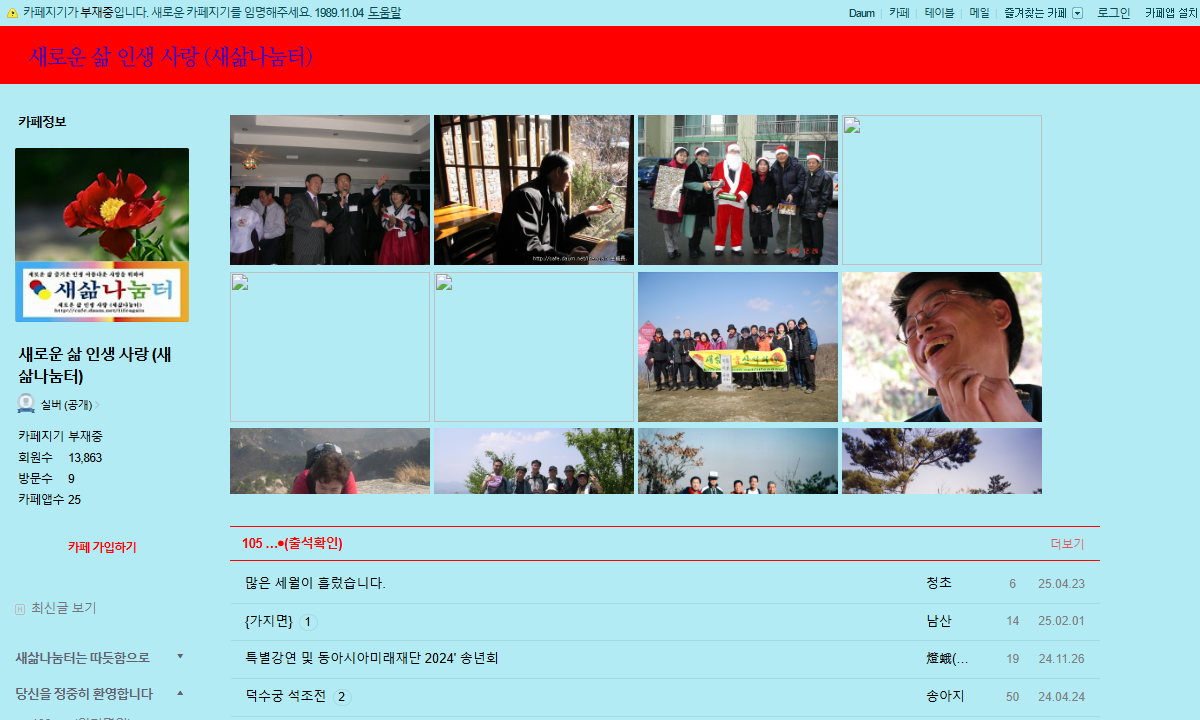 카페지기가 부재중입니다. 새로운 카페지기를 임명해주세요. 1989.11.04 도움말
Daum 카페 테이블 메일 즐겨찾는 카페 로그인 카페앱 설치
새로운 삶 인생 사랑 (새삶나눔터)
카페정보
새로운 삶 즐거운 인생 아름다운 사랑을 위하여
새삶나눔터
새로운 삶 인생 사랑 (새삶나눔터)
http://cafe.daum.net/lifeagain
새로운 삶 인생 사랑 (새
삶나눔터)
실버 (공개)
카페지기 부재중
회원수 13,863
방문수 9
카페앱수 25
카페 가입하기
최신글 보기
새삶나눔터는 따듯함으로
당신을 정중히 환영합니다
105 ...●(출석확인) 더보기
많은 세월이 흘렀습니다. 청초 6 25.04.23
{가지면} 1 남산 14 25.02.01
특별강연 및 동아시아미래재단 2024' 송년회 燈蛾(... 19 24.11.26
덕수궁 석조전 2 송아지 50 24.04.24